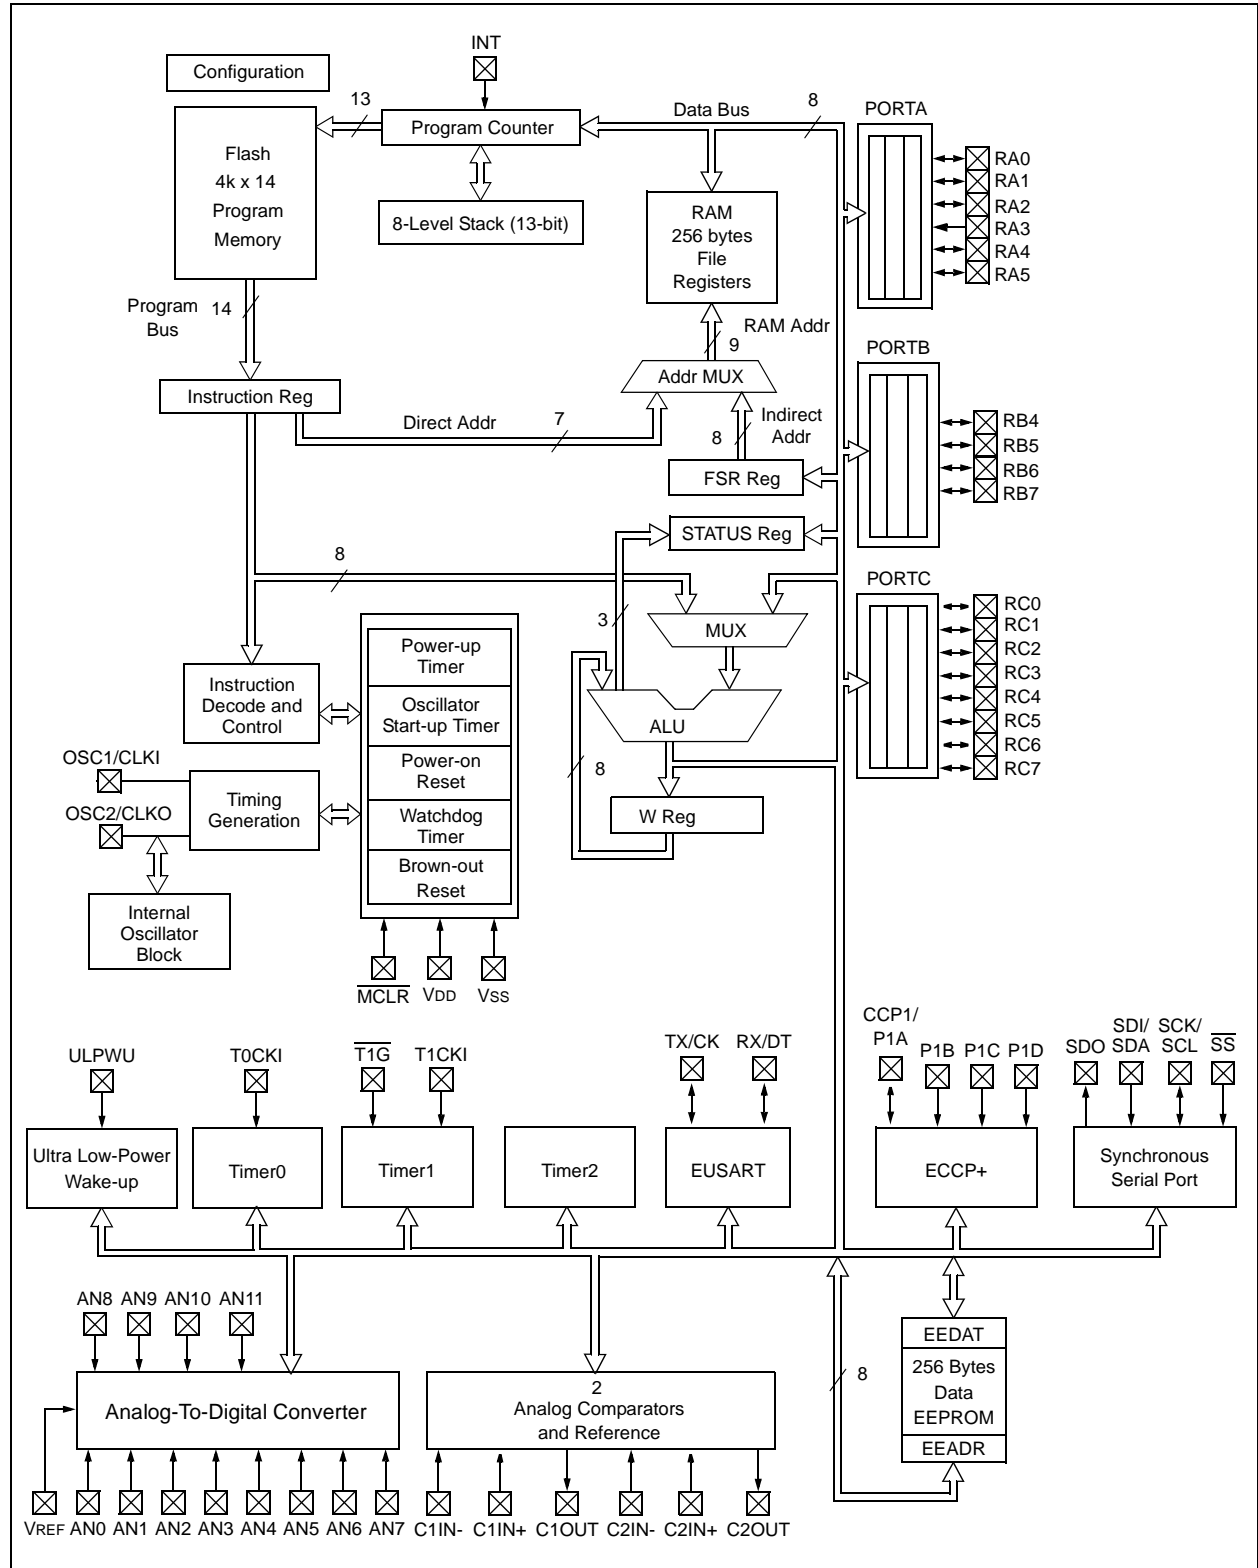 INT
Configuration
13
Program Counter
Data Bus
8
PORTA
Flash
4k x 14
Program
Memory
8-Level Stack (13-bit)
RAM
256 bytes
File
Registers
RA0
RA1
RA2
RA3
RA4
RA5
Program
Bus
14
RAM Addr
9
PORTB
Addr MUX
Instruction Reg
Direct Addr
7
Indirect
Addr
8
FSR Reg
RB4
RB5
RB6
RB7
STATUS Reg
8
3
MUX
PORTC
RC0
RC1
RC2
RC3
RC4
RC5
RC6
RC7
Power-up
Timer
Oscillator
Start-up Timer
Power-on
Reset
Watchdog
Timer
Brown-out
Reset
Instruction
Decode and
Control
ALU
8
W Reg
OSC1/CLKI
OSC2/CLKO
Timing
Generation
Internal
Oscillator
Block
MCLR
VDD
VSS
ULPWU
T0CKI
T1G
T1CKI
TX/CK
RX/DT
CCP1/
P1A
P1B
P1C
P1D
SDO
SDI/
SDA
SCK/
SCL
SS
Ultra Low-Power
Wake-up
Timer0
Timer1
Timer2
EUSART
ECCP+
Synchronous
Serial Port
AN8
AN9
AN10
AN11
Analog-To-Digital Converter
2
Analog Comparators
and Reference
8
EEDAT
256 Bytes
Data
EEPROM
EEADR
VREF
AN0
AN1
AN2
AN3
AN4
AN5
AN6
AN7
C1IN-
C1IN+
C1OUT
C2IN-
C2IN+
C2OUT